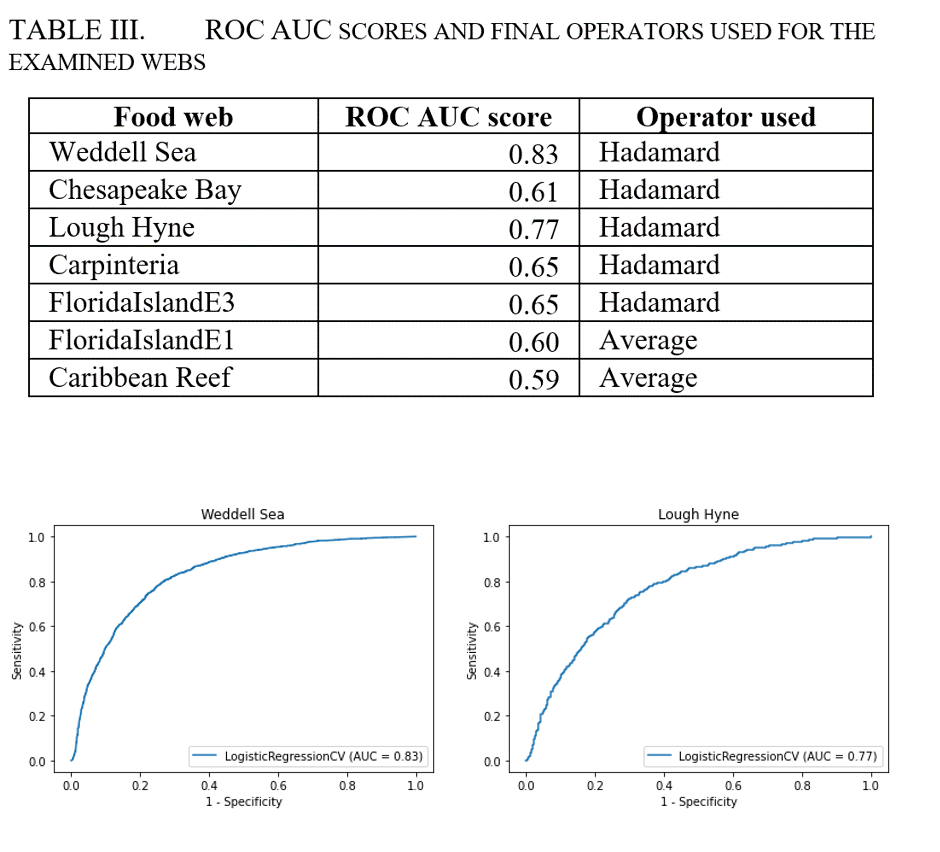 TABLE III. ROC AUC SCORES AND FINAL OPERATORS USED FOR THE
EXAMINED WEBS
Food web ROC AUC score Operator used
Weddell Sea 0.83 Hadamard
Chesapeake Bay 0.61 Hadamard
Lough Hyne 0.77 Hadamard
Carpinteria 0.65 Hadamard
FloridaIslandE3 0.65 Hadamard
FloridaIslandE1 0.60 Average
Caribbean Reef 0.59 Average
Weddell Sea
1.0
0.8
0.6
0.4
0.2
0.0
Sensitivity
LogisticRegressionCV (AUC = 0.83)
0.0 0.2 0.4 0.6 0.8 1.0
1 - Specificity
Lough Hyne
1.0
0.8
0.6
0.4
0.2
0.0
Sensitivity
LogisticRegressionCV (AUC = 0.77)
0.0 0.2 0.4 0.6 0.8 1.0
1 - Specificity